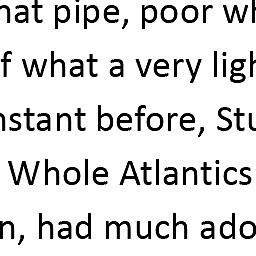 hat pipe, poor wh
f what a very ligh
nstant before, Stu
Whole Atlantics
n, had much ado